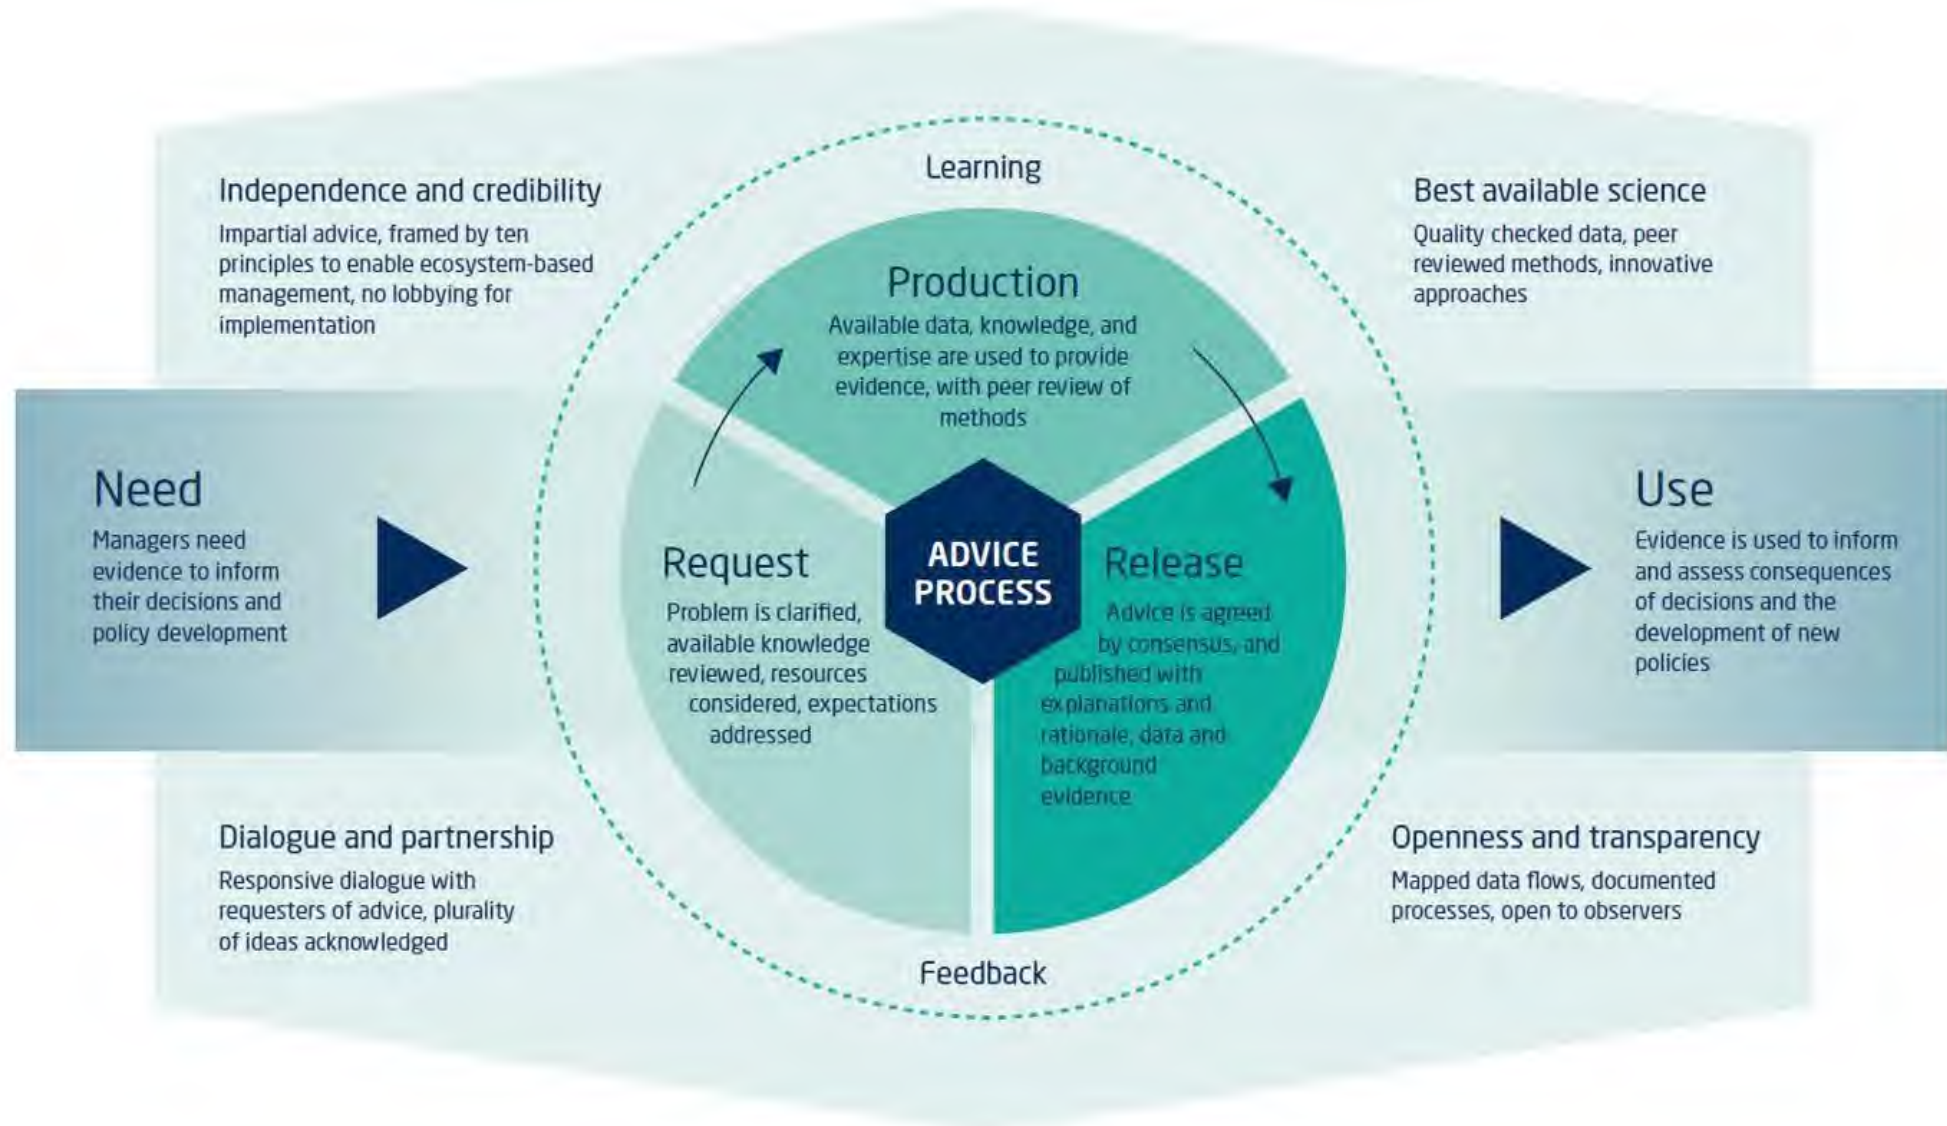 Learning
Independence and credibility
Impartial advice, framed by ten
principles to enable ecosystem-based
management, no lobbying for
implementation
Best available science
Quality checked data, peer
reviewed methods, innovative
approaches
Production
Available data, knowledge, and
expertise are used to provide
evidence, with peer review of
methods
Need
Managers need
evidence to inform
their decisions and
policy development
Request
Problem is clarified,
available knowledge
reviewed, resources
considered, expectations
addressed
ADVICE
PROCESS
Release
Advice is agreed
by consensus, and
published with
explanations and
rationale, data and
background
evidence
Use
Evidence is used to inform
and assess consequences
of decisions and the
development of new
policies
Dialogue and partnership
Responsive dialogue with
requesters of advice, plurality
of ideas acknowledged
Openness and transparency
Mapped data flows, documented
processes, open to observers
Feedback